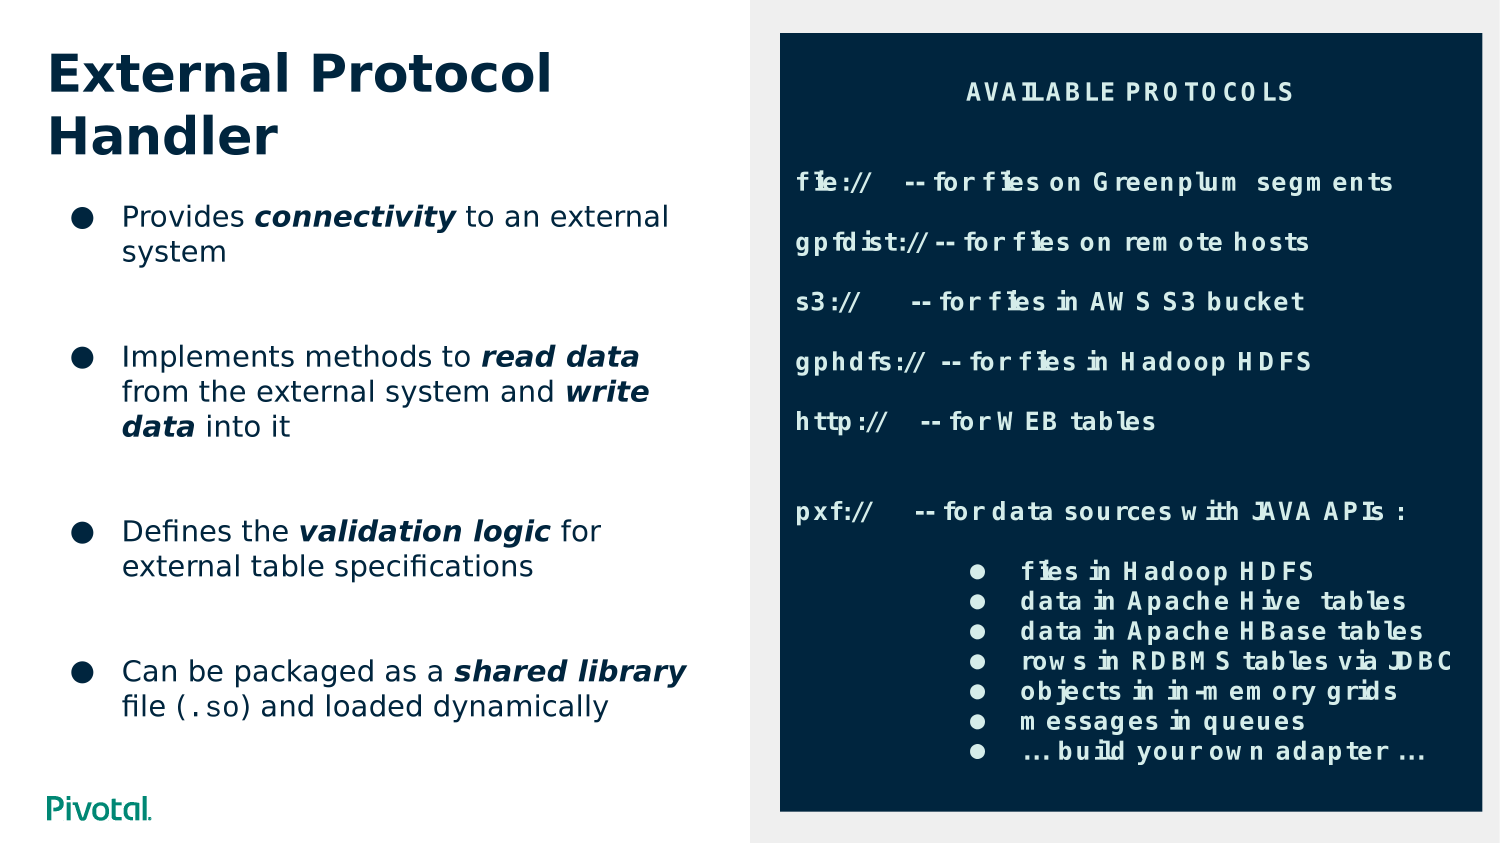 External Protocol
Handler
● Provides connectivity to an external
system
● Implements methods to read data
from the external system and write
data into it
● Defines the validation logic for
external table specifications
● Can be packaged as a shared library
file (.so) and loaded dynamically
Pivotal.
AVAILABLE PROTOCOLS
file:// -- for files on Greenplum segments
gpfdist:// -- for files on remote hosts
s3:// -- for files in AWS S3 bucket
gphdfs:// -- for files in Hadoop HDFS
http:// -- for WEB tables
pxf:// -- for data sources with JAVA APIs :
● files in Hadoop HDFS
● data in Apache Hive tables
● data in Apache HBase tables
● rows in RDBMS tables via JDBC
● objects in in-memory grids
● messages in queues
● ... build your own adapter ...